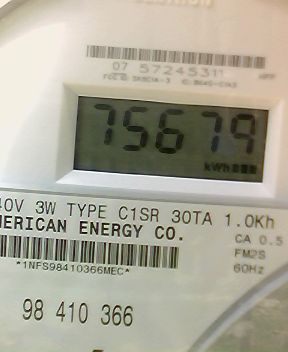 07 57245311
75679
kWh
40V 3W TYPE C1SR 30TA 1.0Kh
MERICAN ENERGY CO.
CA 0.5
FM2S
60Hz
*1NFS98410366MEC*
98 410 366